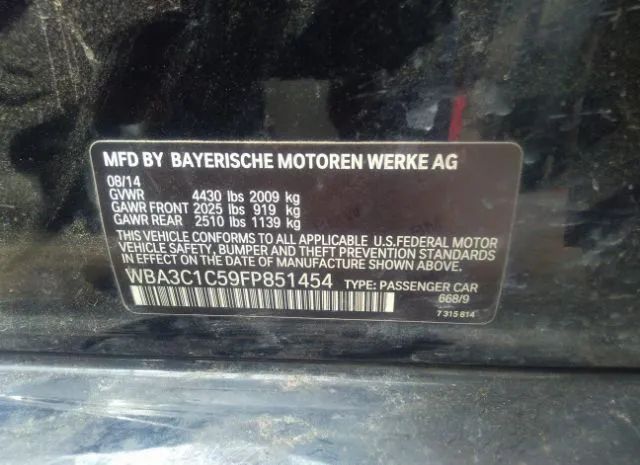 MFD BY BAYERISCHE MOTOREN WERKE AG
08/14
GVWR 4430 lbs 2009 kg
GAWR FRONT 2025 lbs 919 kg
GAWR REAR 2510 lbs 1139 kg
THIS VEHICLE CONFORMS TO ALL APPLICABLE U.S.FEDERAL MOTOR
VEHICLE SAFETY, BUMPER AND THEFT PREVENTION STANDARDS
IN EFFECT ON THE DATE OF MANUFACTURE SHOWN ABOVE.
WBA3C1C59FP851454 TYPE: PASSENGER CAR
668/9
7 315 814